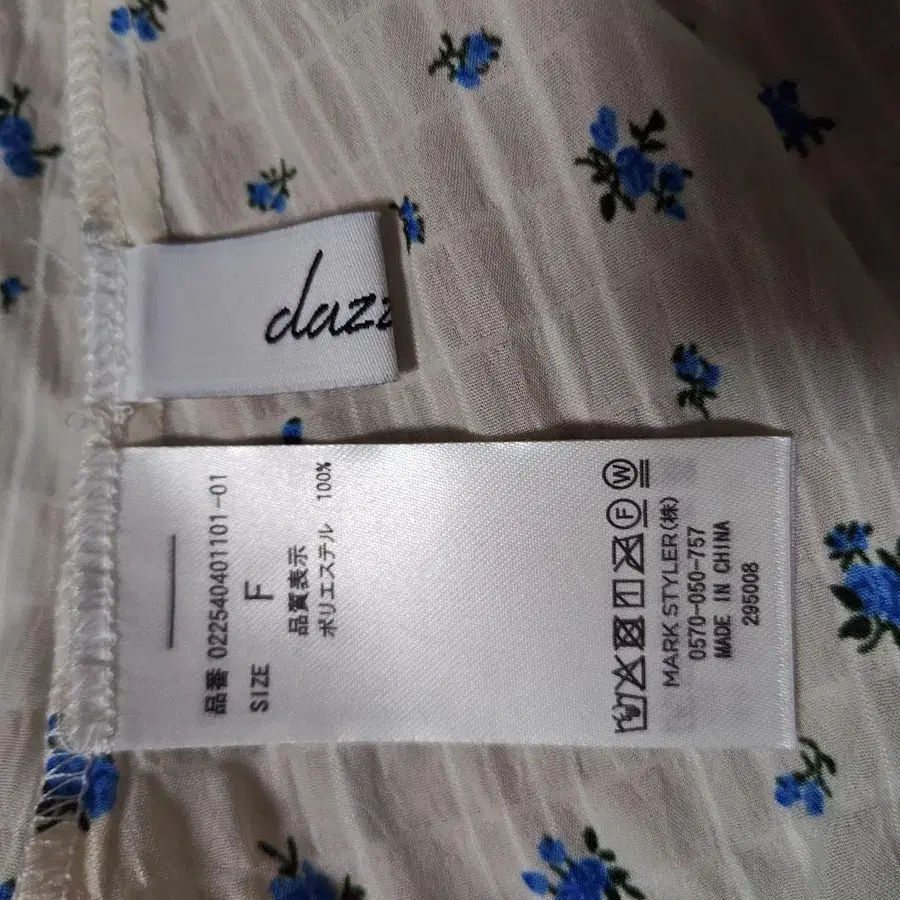 dazz
品番 022540401101-01
SIZE F
品質表示
ポリエステル 100%
F W
MARK STYLER(株)
0570-050-757
MADE IN CHINA
295008